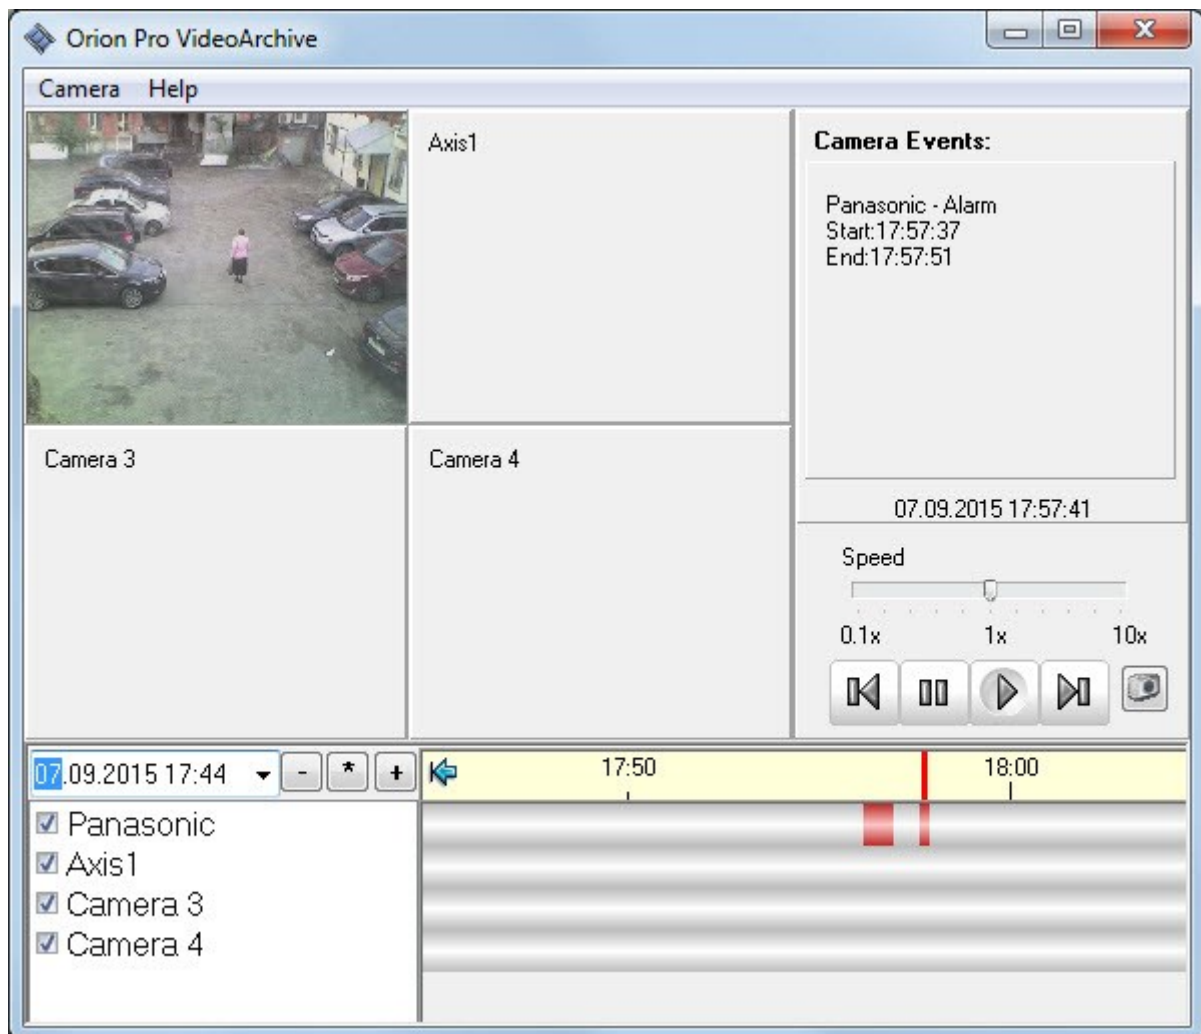 Orion Pro VideoArchive
Camera Help
Axis1
Camera 3
Camera 4
Camera Events:
Panasonic - Alarm
Start:17:57:37
End:17:57:51
07.09.2015 17:57:41
Speed
0.1x 1x 10x
07.09.2015 17:44 - * +
17:50 18:00
Panasonic
Axis1
Camera 3
Camera 4